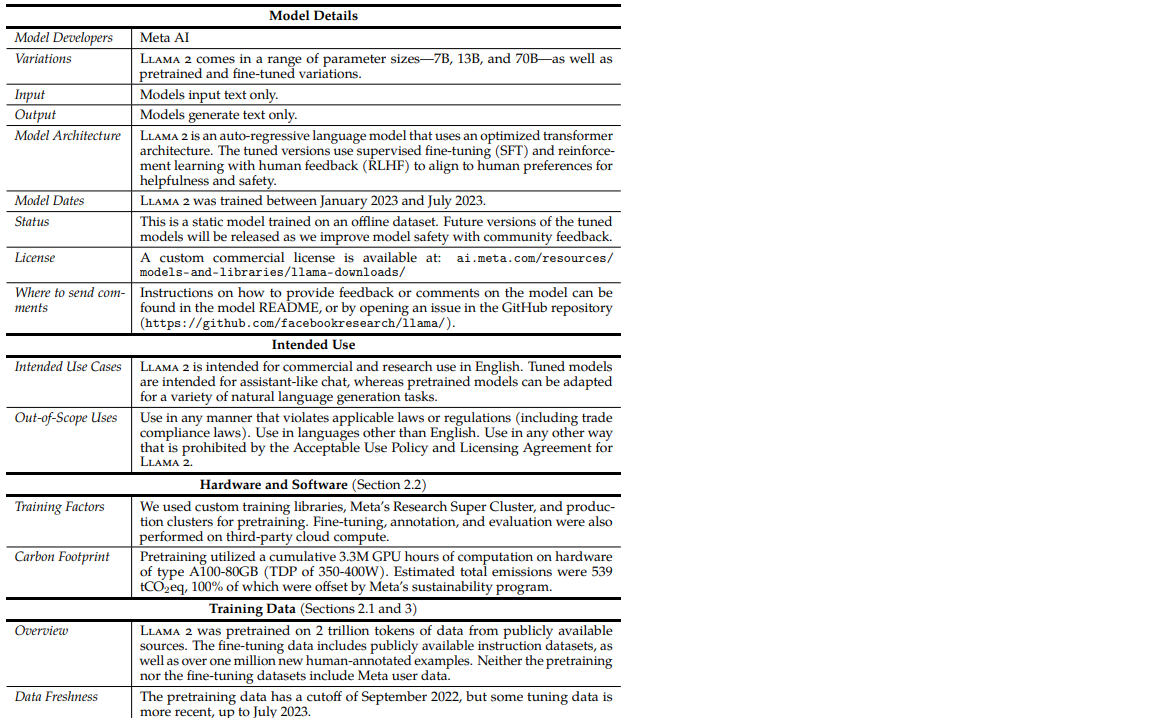 Model Details
Model Developers Meta AI
Variations LLAMA 2 comes in a range of parameter sizes—7B, 13B, and 70B—as well as
pretrained and fine-tuned variations.
Input Models input text only.
Output Models generate text only.
Model Architecture LLAMA 2 is an auto-regressive language model that uses an optimized transformer
architecture. The tuned versions use supervised fine-tuning (SFT) and reinforce-
ment learning with human feedback (RLHF) to align to human preferences for
helpfulness and safety.
Model Dates LLAMA 2 was trained between January 2023 and July 2023.
Status This is a static model trained on an offline dataset. Future versions of the tuned
models will be released as we improve model safety with community feedback.
License A custom commercial license is available at: ai.meta.com/resources/
models-and-libraries/llama-downloads/
Where to send com- Instructions on how to provide feedback or comments on the model can be
ments found in the model README, or by opening an issue in the GitHub repository
(https://github.com/facebookresearch/llama/).
Intended Use
Intended Use Cases LLAMA 2 is intended for commercial and research use in English. Tuned models
are intended for assistant-like chat, whereas pretrained models can be adapted
for a variety of natural language generation tasks.
Out-of-Scope Uses Use in any manner that violates applicable laws or regulations (including trade
compliance laws). Use in languages other than English. Use in any other way
that is prohibited by the Acceptable Use Policy and Licensing Agreement for
LLAMA 2.
Hardware and Software (Section 2.2)
Training Factors We used custom training libraries, Meta's Research Super Cluster, and produc-
tion clusters for pretraining. Fine-tuning, annotation, and evaluation were also
performed on third-party cloud compute.
Carbon Footprint Pretraining utilized a cumulative 3.3M GPU hours of computation on hardware
of type A100-80GB (TDP of 350-400W). Estimated total emissions were 539
tCO₂eq, 100% of which were offset by Meta's sustainability program.
Training Data (Sections 2.1 and 3)
Overview LLAMA 2 was pretrained on 2 trillion tokens of data from publicly available
sources. The fine-tuning data includes publicly available instruction datasets, as
well as over one million new human-annotated examples. Neither the pretraining
nor the fine-tuning datasets include Meta user data.
Data Freshness The pretraining data has a cutoff of September 2022, but some tuning data is
more recent, up to July 2023.